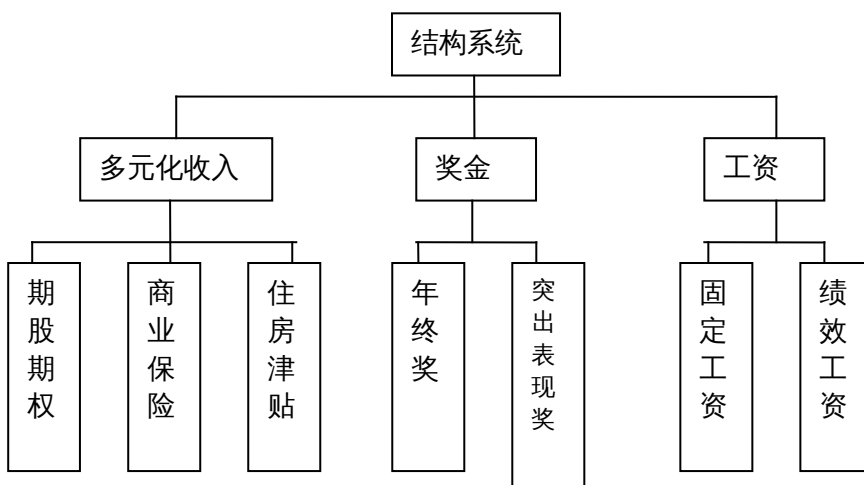 结构系统
多元化收入
奖金
工资
期股期权
商业保险
住房津贴
年终奖
突出表现奖
固定工资
绩效工资